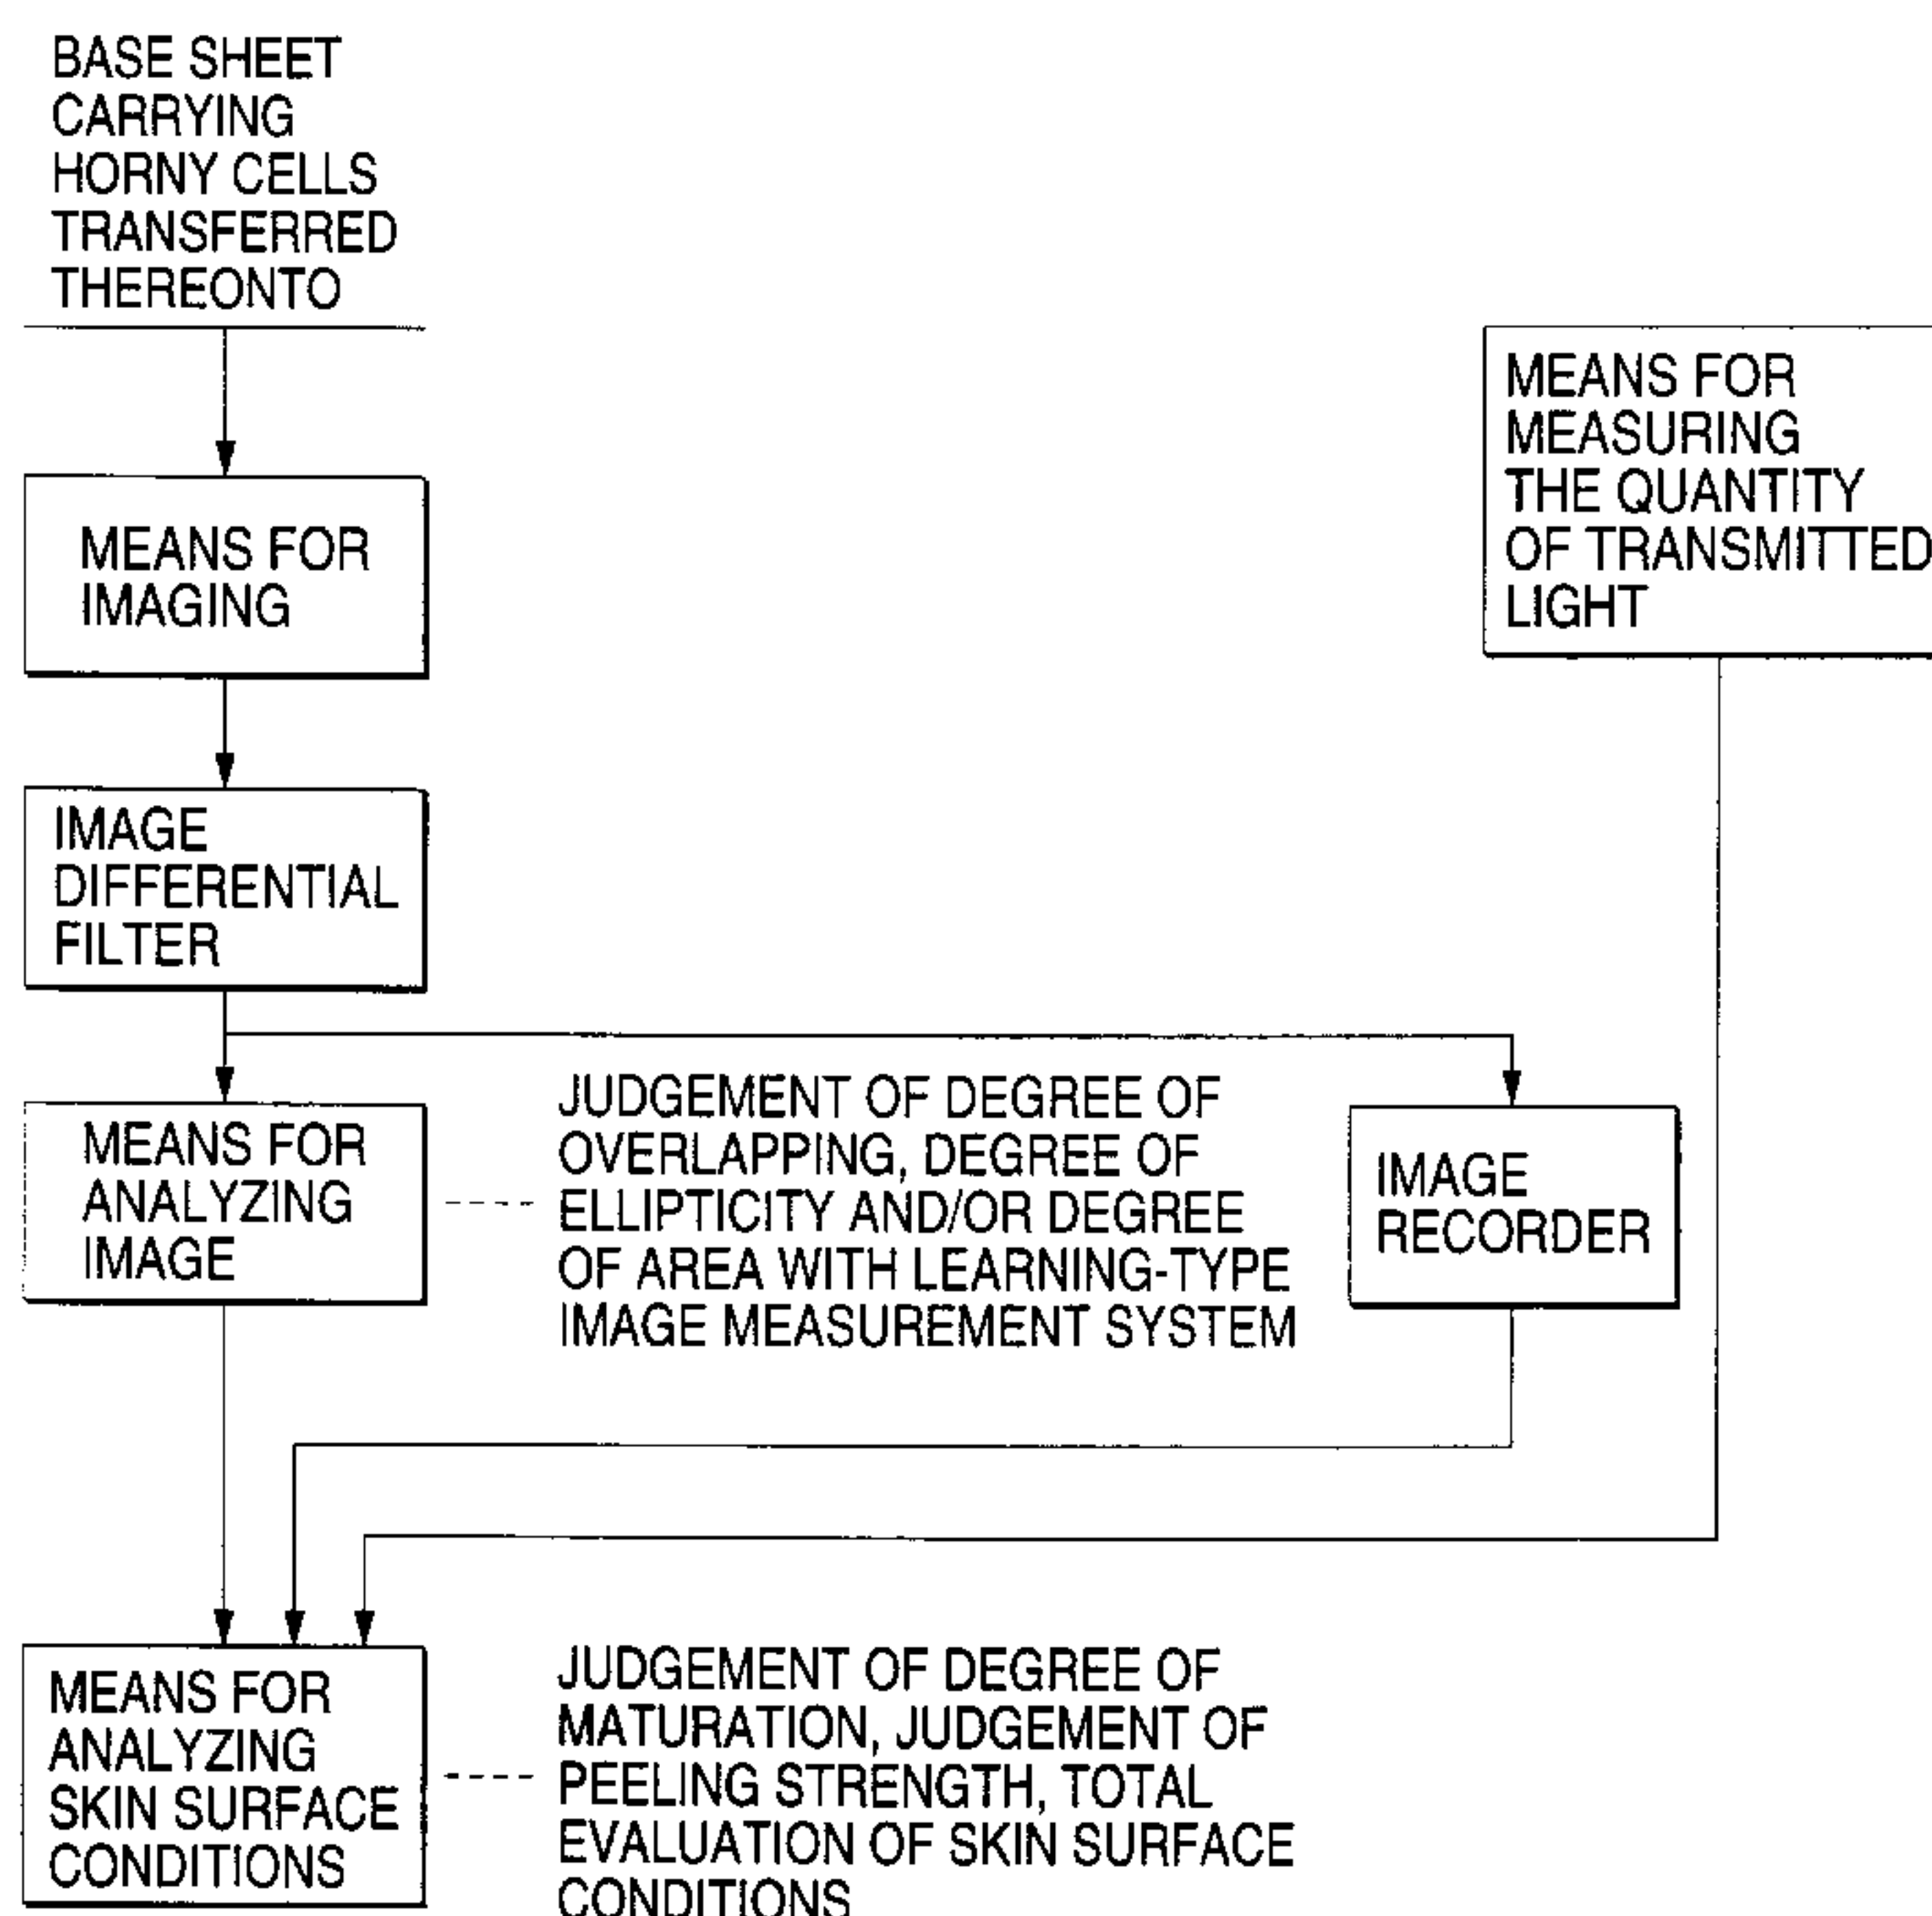 BASE SHEET
CARRYING
HORNY CELLS
TRANSFERRED
THEREONTO
MEANS FOR
MEASURING
THE QUANTITY
OF TRANSMITTED
LIGHT
MEANS FOR
IMAGING
IMAGE
DIFFERENTIAL
FILTER
MEANS FOR
ANALYZING
IMAGE
JUDGEMENT OF DEGREE OF
OVERLAPPING, DEGREE OF
ELLIPTICITY AND/OR DEGREE
OF AREA WITH LEARNING-TYPE
IMAGE MEASUREMENT SYSTEM
IMAGE
RECORDER
MEANS FOR
ANALYZING
SKIN SURFACE
CONDITIONS
JUDGEMENT OF DEGREE OF
MATURATION, JUDGEMENT OF
PEELING STRENGTH, TOTAL
EVALUATION OF SKIN SURFACE
CONDITIONS